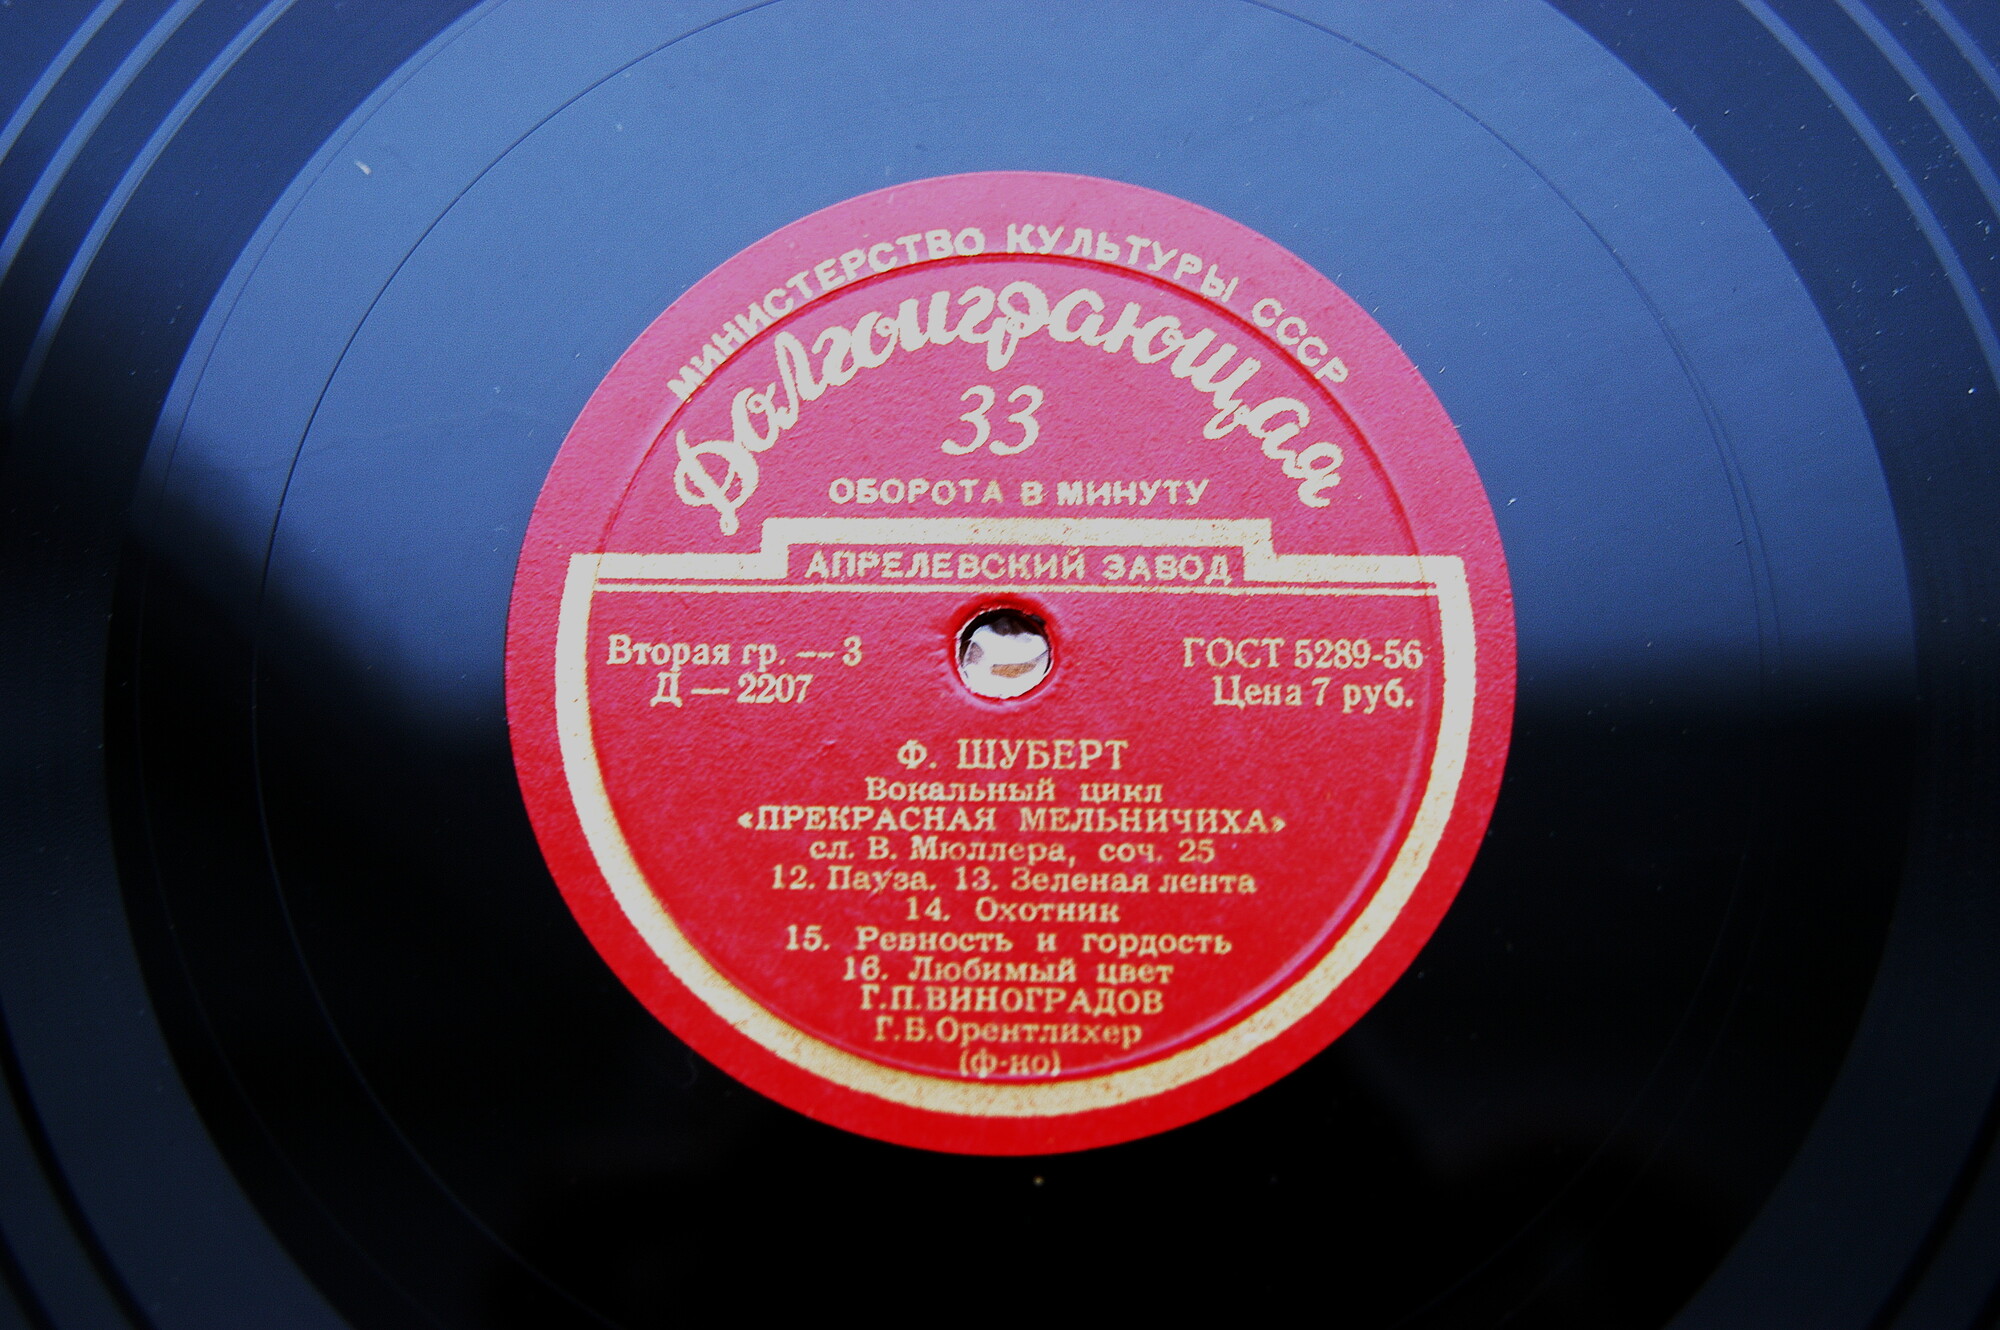 МИНИСТЕРСТВО КУЛЬТУРЫ СССР
Долгоиграющая
33
ОБОРОТА В МИНУТУ
АПРЕЛЕВСКИЙ ЗАВОД
Вторая гр. — 3
Д — 2207
ГОСТ 5289-56
Цена 7 руб.
Ф. ШУБЕРТ
Вокальный цикл
«ПРЕКРАСНАЯ МЕЛЬНИЧИХА»
сл. В. Мюллера, соч. 25
12. Пауза. 13. Зеленая лента
14. Охотник
15. Ревность и гордость
16. Любимый цвет
Г.П.ВИНОГРАДОВ
Г.Б.Орентлихер
(ф-но)